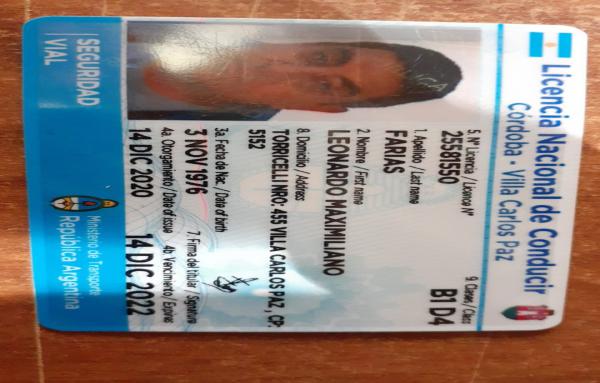 Licencia Nacional de Conducir
Córdoba - Villa Carlos Paz
5. Nº Licencia / Licence Nº
25581550
9. Clases / Class
B1 D4
1. Apellido / Last name
FARIAS
2. Nombre / First name
LEONARDO MAXIMILIANO
8. Domicilio / Address
TORRICELLI NRO: 455 VILLA CARLOS PAZ , CP:
5152
3a. Fecha de Nac. / Date of birth
3 NOV 1976
7. Firma del titular / Signature
4a. Otorgamiento / Date of issue
14 DIC 2020
4b. Vencimiento / Expires
14 DIC 2022
SEGURIDAD
VIAL
Ministerio de Transporte
República Argentina